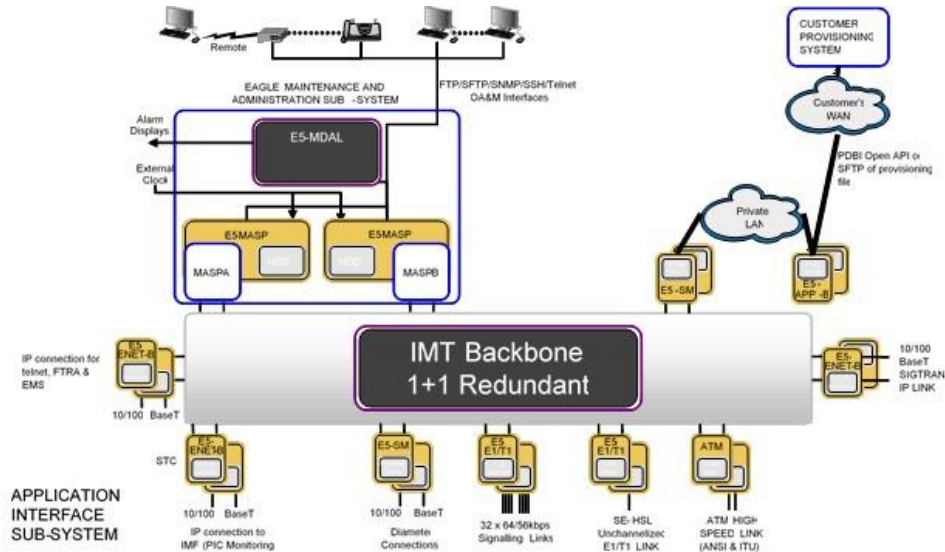 Remote
CUSTOMER
PROVISIONING
SYSTEM
FTP/SFTP/SNMP/SSH/Telnet
OA&M Interfaces
EAGLE MAINTENANCE AND
ADMINISTRATION SUB -SYSTEM
Customer's
WAN
Alarm
Displays
E5-MDAL
External
Clock
PDBI Open API or
SFTP of provisioning
file
Private
LAN
E5MASP
E5MASP
HDD
HDD
MASPA
MASPB
E5 -SM
E5-
APP -B
IMT Backbone
1+1 Redundant
IP connection for
telnet, FTRA &
EMS
E5
ENET-B
10/100 BaseT
E5-
ENET-B
10/100
BaseT
SIGTRAN
IP LINK
STC
E5-
ENET-B
E5-SM
E5
E1/T1
E5
E1/T1
ATM
10/100 BaseT
10/100 BaseT
IP connection to
IMF (PIC Monitoring
Diamete
Connections
32 x 64/56kbps
Signalling Links
SE- HSL
Unchannelized
E1/T1 LINK
ATM HIGH
SPEED LINK
(ANSI & ITU)
APPLICATION
INTERFACE
SUB-SYSTEM